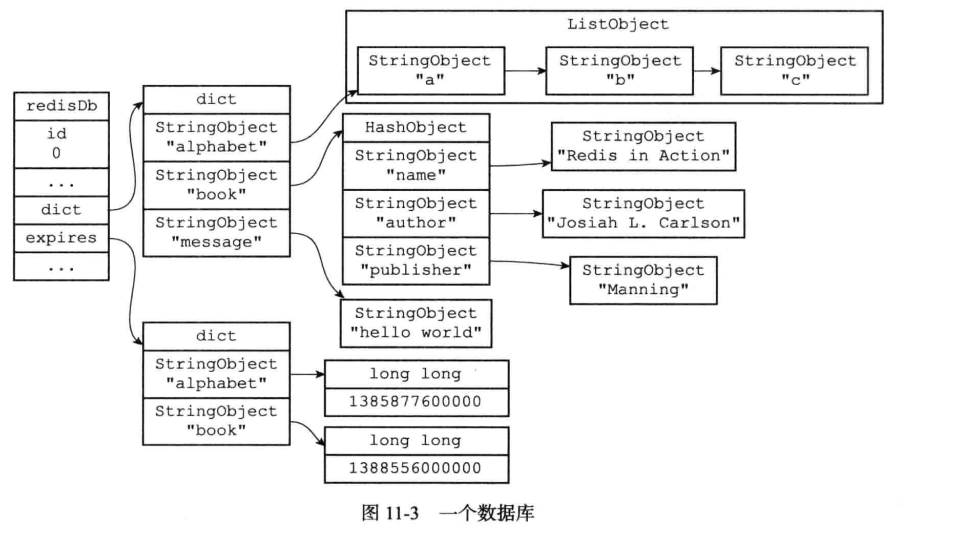 ListObject
StringObject
"a"
StringObject
"b"
StringObject
"c"
redisDb
id
0
...
dict
expires
...
dict
StringObject
"alphabet"
StringObject
"book"
StringObject
"message"
HashObject
StringObject
"name"
StringObject
"author"
StringObject
"publisher"
StringObject
"Redis in Action"
StringObject
"Josiah L. Carlson"
StringObject
"Manning"
StringObject
"hello world"
dict
StringObject
"alphabet"
StringObject
"book"
long long
1385877600000
long long
1388556000000
图 11-3 一个数据库